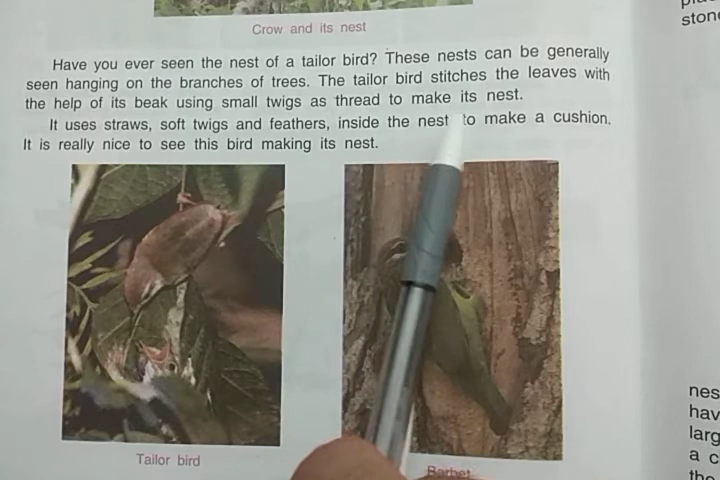 Crow and its nest
Have you ever seen the nest of a tailor bird? These nests can be generally
seen hanging on the branches of trees. The tailor bird stitches the leaves with
the help of its beak using small twigs as thread to make its nest.
It uses straws, soft twigs and feathers, inside the nest to make a cushion.
It is really nice to see this bird making its nest.
Tailor bird
Barbet
ston
nes
hav
larg
a c
the